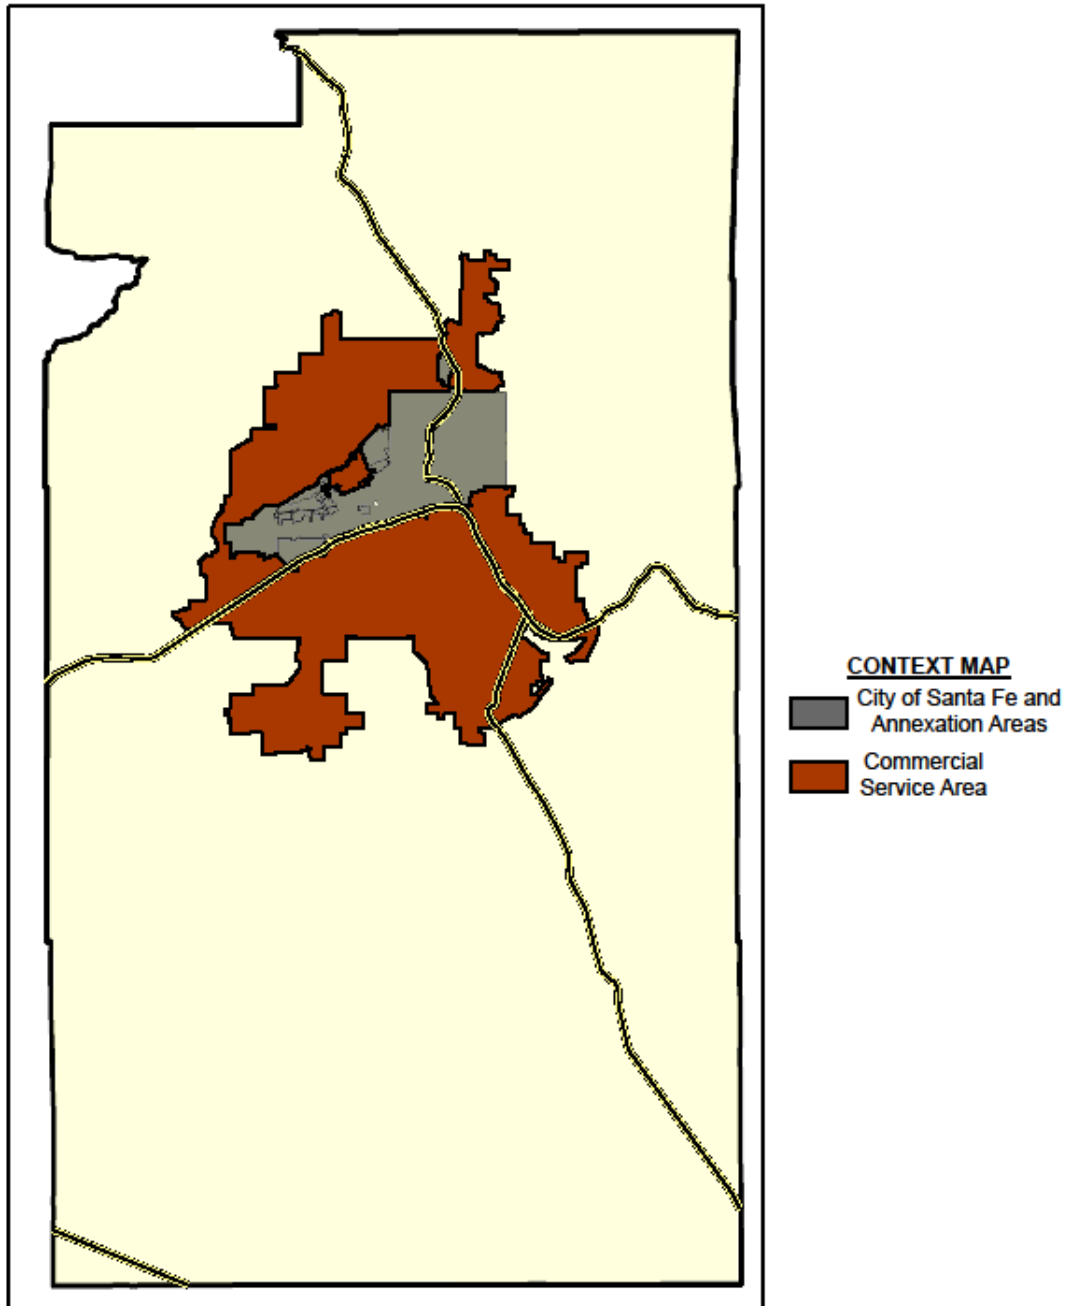 CONTEXT MAP
City of Santa Fe and
Annexation Areas
Commercial
Service Area